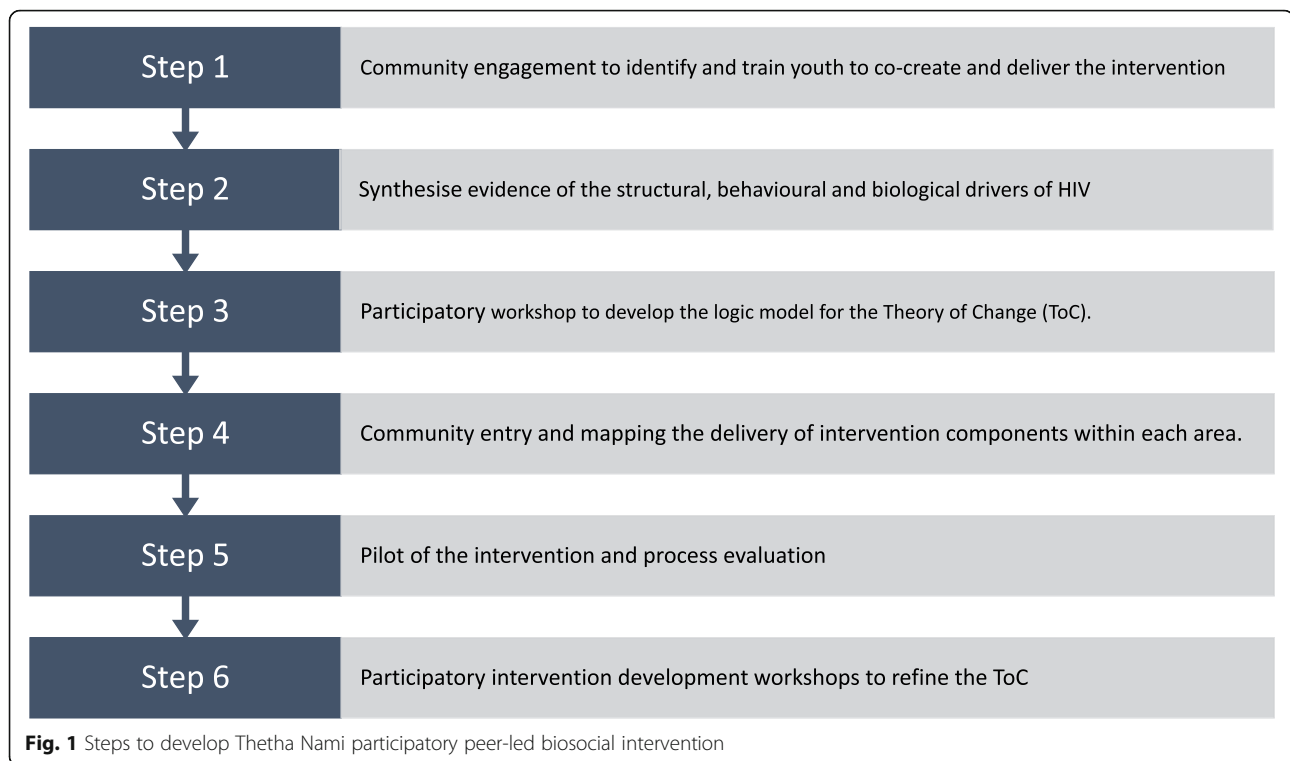 Step 1
Community engagement to identify and train youth to co-create and deliver the intervention
Step 2
Synthesise evidence of the structural, behavioural and biological drivers of HIV
Step 3
Participatory workshop to develop the logic model for the Theory of Change (ToC).
Step 4
Community entry and mapping the delivery of intervention components within each area.
Step 5
Pilot of the intervention and process evaluation
Step 6
Participatory intervention development workshops to refine the ToC
Fig. 1 Steps to develop Thetha Nami participatory peer-led biosocial intervention